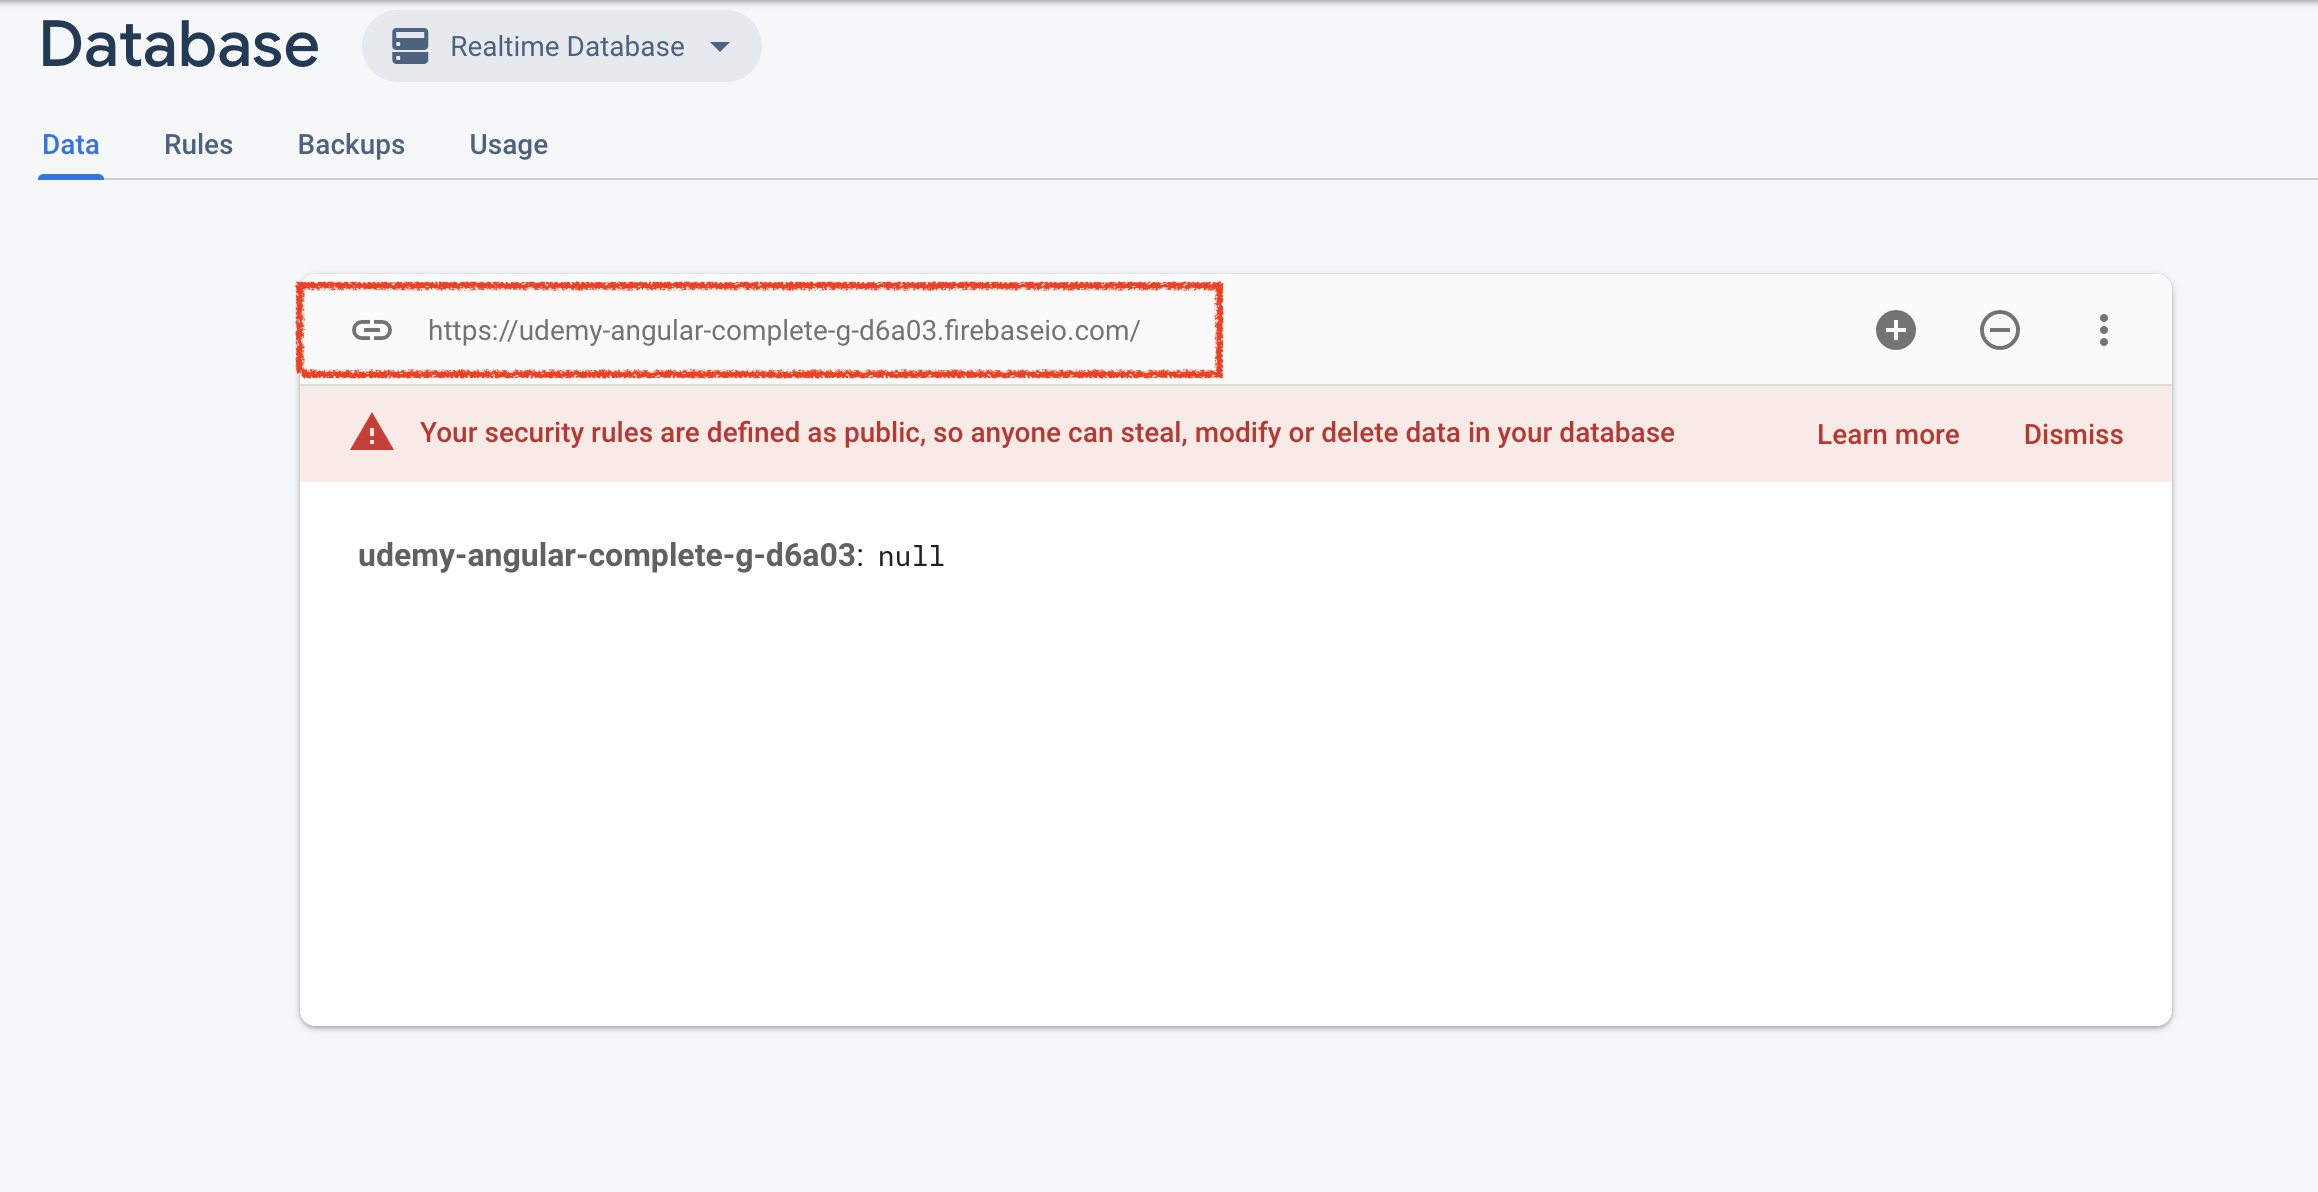 Database
Realtime Database
Data Rules Backups Usage
https://udemy-angular-complete-g-d6a03.firebaseio.com/
Your security rules are defined as public, so anyone can steal, modify or delete data in your database Learn more Dismiss
udemy-angular-complete-g-d6a03: null